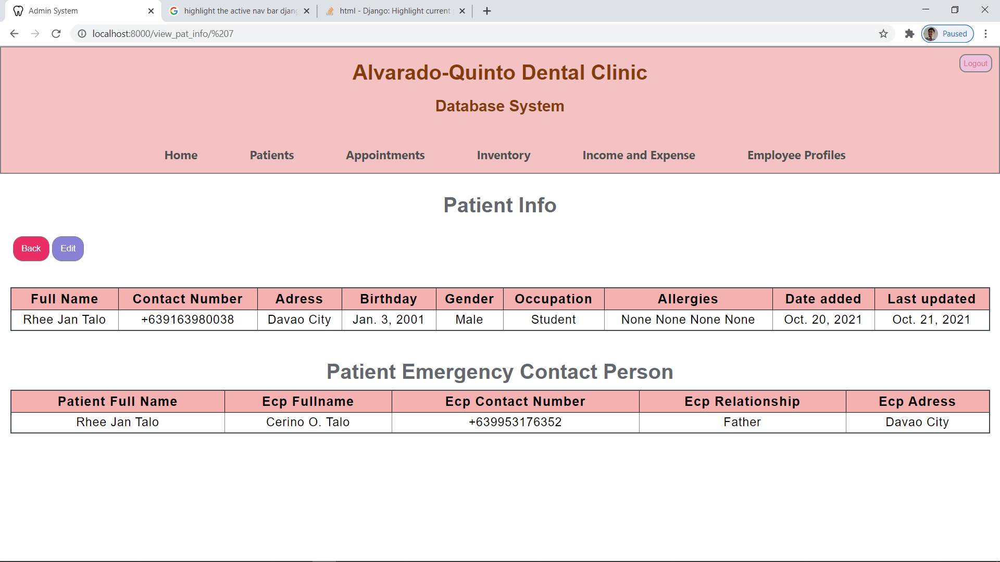 Admin System
highlight the active nav bar djang
html - Django: Highlight current
localhost:8000/view_pat_info/%207
Paused
Logout
Alvarado-Quinto Dental Clinic
Database System
Home Patients Appointments Inventory Income and Expense Employee Profiles
Patient Info
Back Edit
Full Name Contact Number Adress Birthday Gender Occupation Allergies Date added Last updated
Rhee Jan Talo +639163980038 Davao City Jan. 3, 2001 Male Student None None None None Oct. 20, 2021 Oct. 21, 2021
Patient Emergency Contact Person
Patient Full Name Ecp Fullname Ecp Contact Number Ecp Relationship Ecp Adress
Rhee Jan Talo Cerino O. Talo +639953176352 Father Davao City